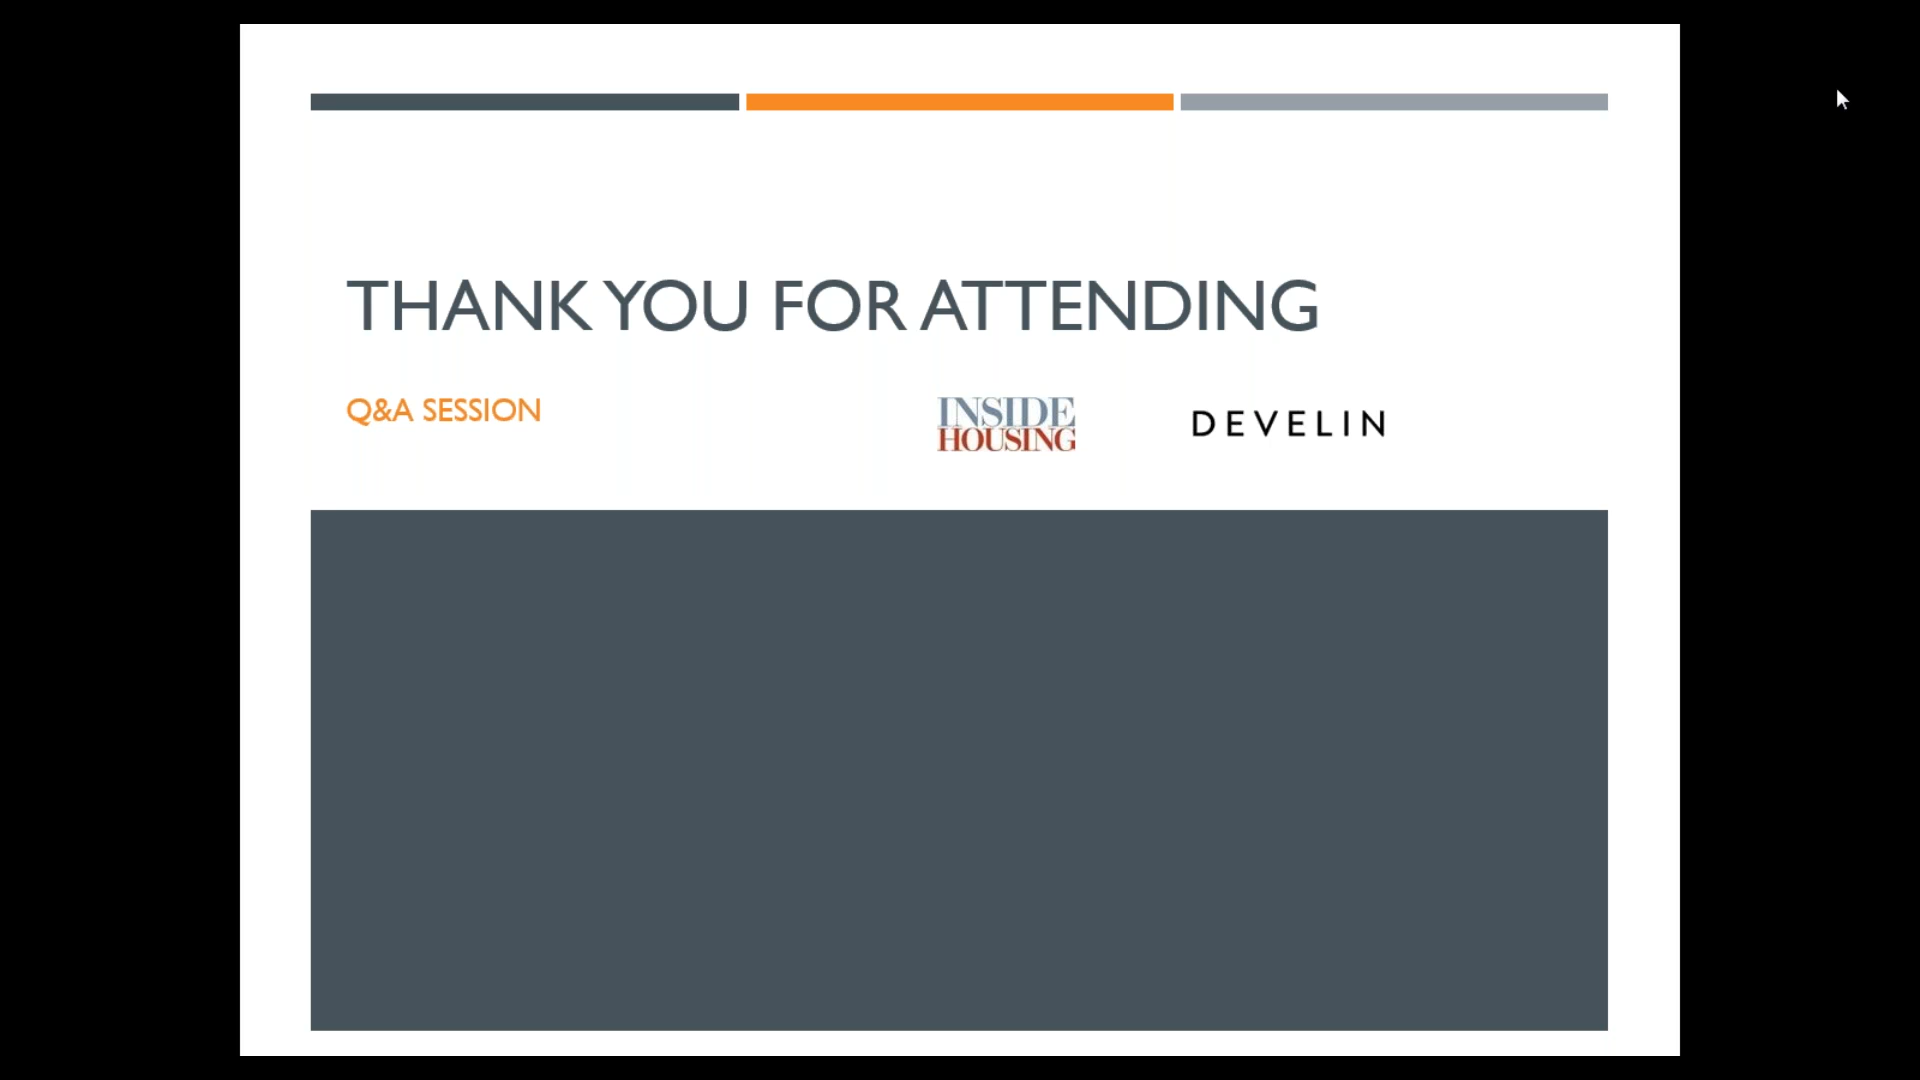 THANK YOU FOR ATTENDING
Q&A SESSION
INSIDE
HOUSING
DEVELIN